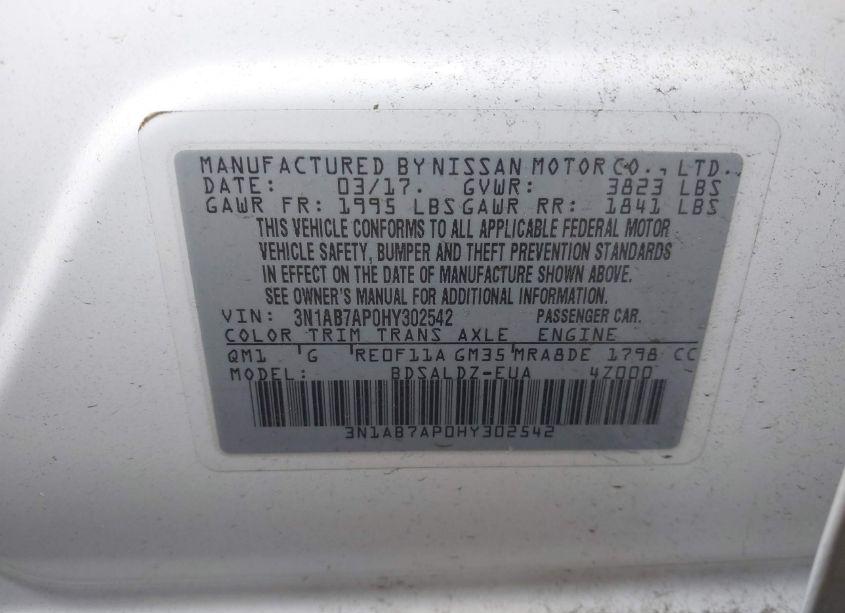 MANUFACTURED BY NISSAN MOTOR CO., LTD.
DATE: 03/17. GVWR: 3823 LBS
GAWR FR: 1995 LBS GAWR RR: 1841 LBS
THIS VEHICLE CONFORMS TO ALL APPLICABLE FEDERAL MOTOR
VEHICLE SAFETY, BUMPER AND THEFT PREVENTION STANDARDS
IN EFFECT ON THE DATE OF MANUFACTURE SHOWN ABOVE.
SEE OWNER'S MANUAL FOR ADDITIONAL INFORMATION.
VIN: 3N1AB7AP0HY302542 PASSENGER CAR.
COLOR TRIM TRANS AXLE ENGINE
QM1 G RE0F11A GM35 MRA8DE 1798 CC
MODEL: BDSALDZ-EUA 4Z000
3N1AB7AP0HY302542